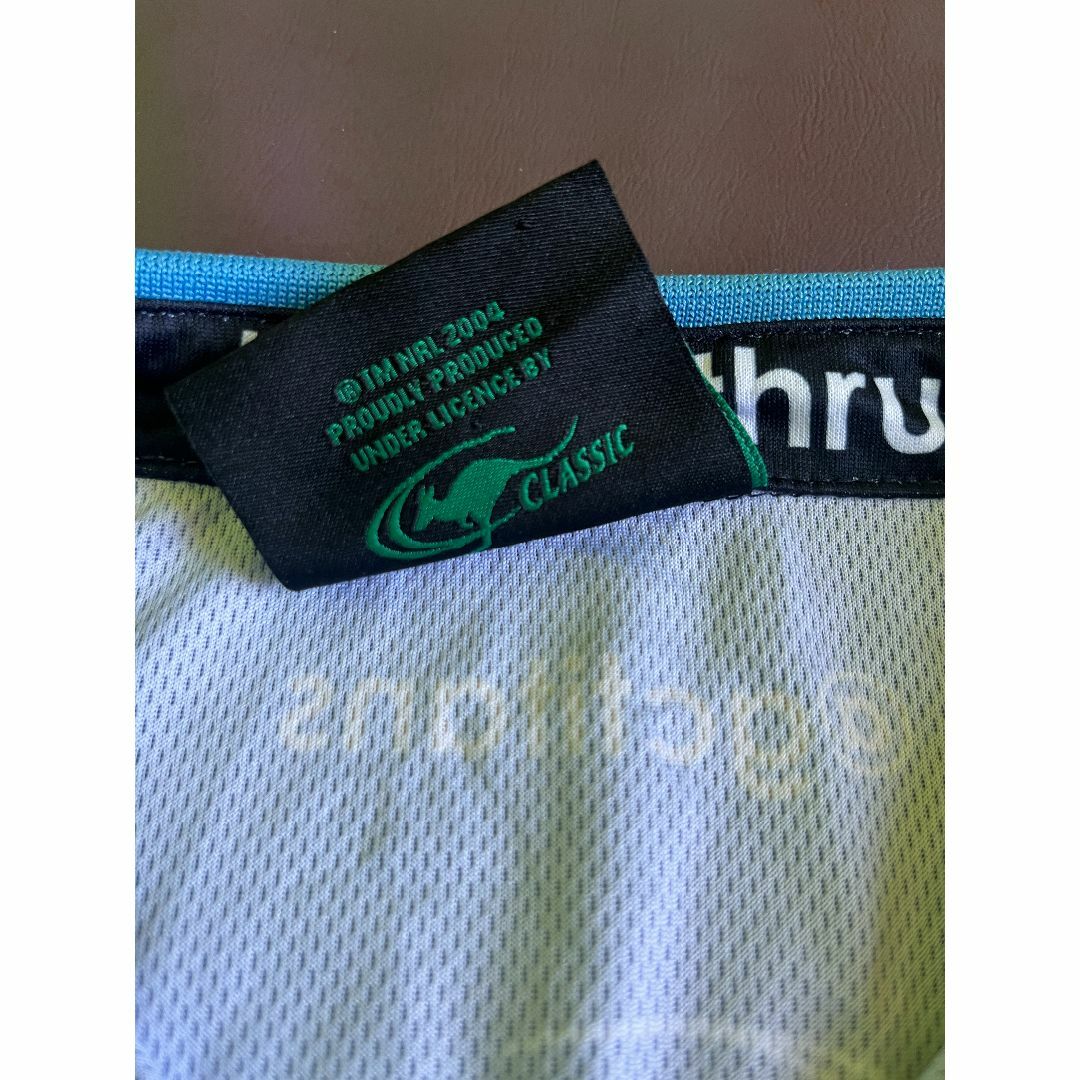 ® TM NRL 2004
PROUDLY PRODUCED
UNDER LICENCE BY
CLASSIC
thru